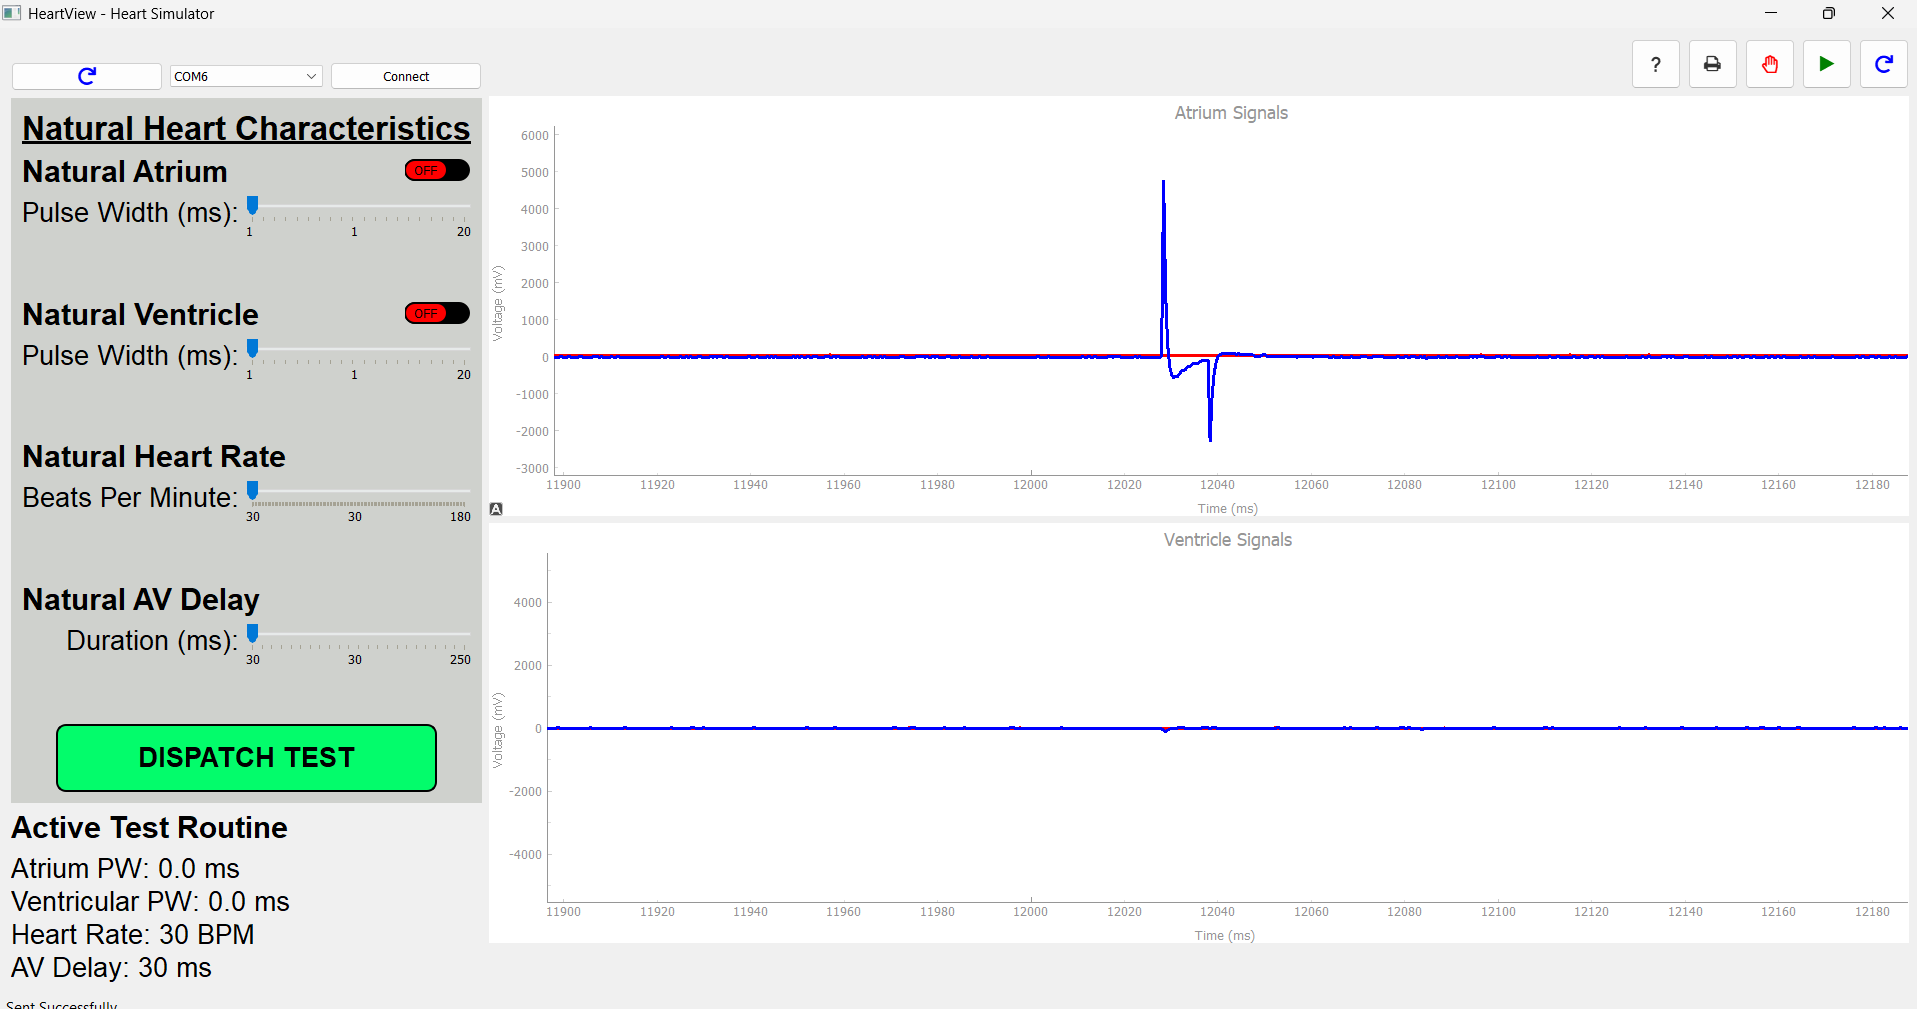 HeartView - Heart Simulator
COM6
Connect
?
Natural Heart Characteristics
Natural Atrium
OFF
Pulse Width (ms):
1 1 20
Natural Ventricle
OFF
Pulse Width (ms):
1 1 20
Natural Heart Rate
Beats Per Minute:
30 30 180
Natural AV Delay
Duration (ms):
30 30 250
DISPATCH TEST
Active Test Routine
Atrium PW: 0.0 ms
Ventricular PW: 0.0 ms
Heart Rate: 30 BPM
AV Delay: 30 ms
Sent Successfully
Atrium Signals
Voltage (mV)
6000
5000
4000
3000
2000
1000
0
-1000
-2000
-3000
11900 11920 11940 11960 11980 12000 12020 12040 12060 12080 12100 12120 12140 12160 12180
Time (ms)
A
Ventricle Signals
Voltage (mV)
4000
2000
0
-2000
-4000
11900 11920 11940 11960 11980 12000 12020 12040 12060 12080 12100 12120 12140 12160 12180
Time (ms)